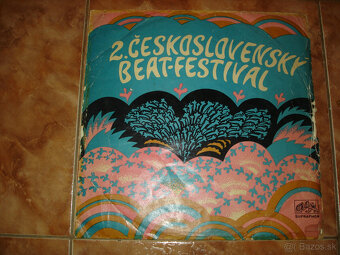 2. ČESKOSLOVENSKÝ
BEAT-FESTIVAL
SUPRAPHON
© Bazos.sk